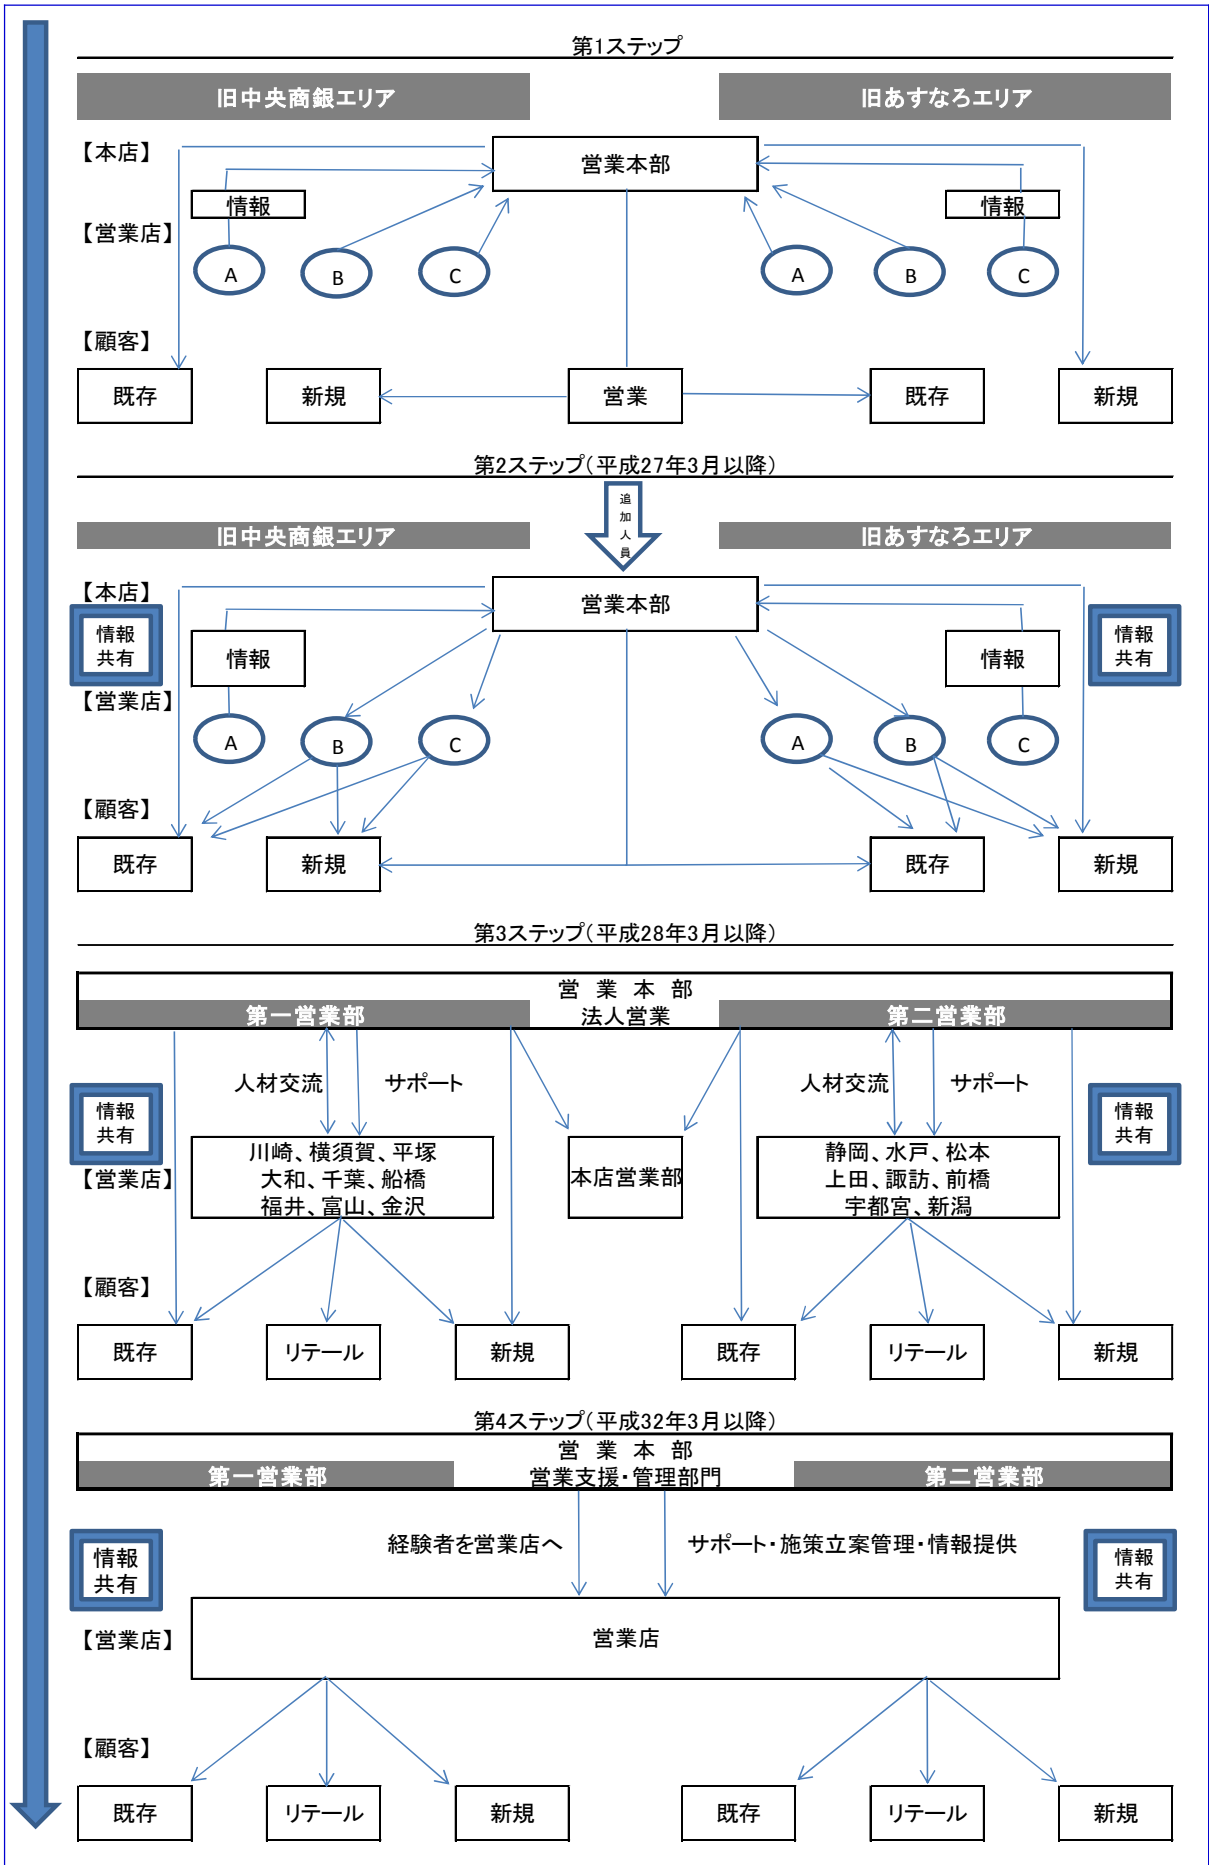 第1ステップ
旧中央商銀エリア
旧あすなろエリア
【本店】
営業本部
情報
情報
【営業店】
A
B
C
A
B
C
【顧客】
既存
新規
営業
既存
新規
第2ステップ(平成27年3月以降)
追加人員
旧中央商銀エリア
旧あすなろエリア
【本店】
営業本部
情報
共有
情報
情報
情報
共有
【営業店】
A
B
C
A
B
C
【顧客】
既存
新規
既存
新規
第3ステップ(平成28年3月以降)
営 業 本 部
第一営業部
法人営業
第二営業部
人材交流
サポート
人材交流
サポート
情報
共有
情報
共有
【営業店】
川崎、横須賀、平塚
大和、千葉、船橋
福井、富山、金沢
本店営業部
静岡、水戸、松本
上田、諏訪、前橋
宇都宮、新潟
【顧客】
既存
リテール
新規
既存
リテール
新規
第4ステップ(平成32年3月以降)
営 業 本 部
第一営業部
営業支援・管理部門
第二営業部
経験者を営業店へ
サポート・施策立案管理・情報提供
情報
共有
情報
共有
【営業店】
営業店
【顧客】
既存
リテール
新規
既存
リテール
新規